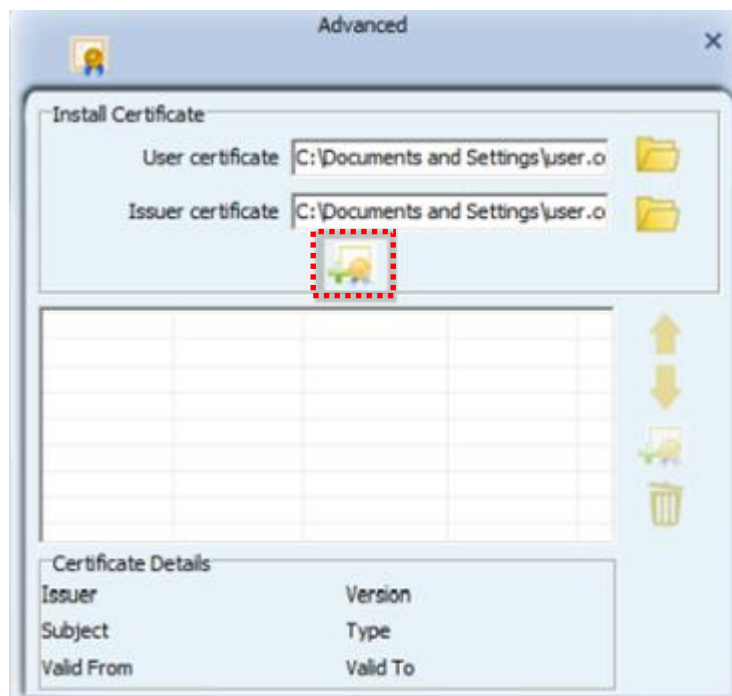 Advanced
Install Certificate
User certificate C:\Documents and Settings\user.c
Issuer certificate C:\Documents and Settings\user.c
Certificate Details
Issuer Version
Subject Type
Valid From Valid To